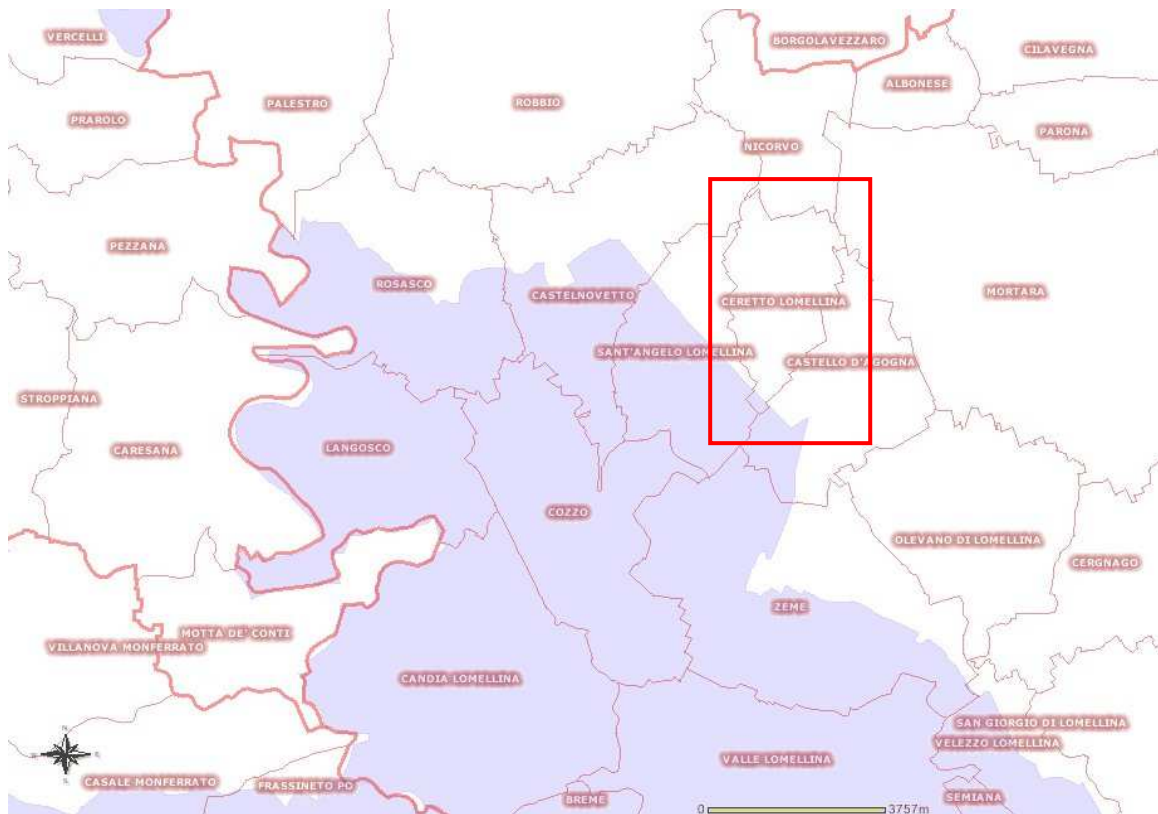 VERCELLI
BORGOLAVEZZARO
CILAVEGNA
ALBONESE
PALESTRO
ROBBIO
PRAROLO
PARONA
NICORVO
PEZZANA
ROSASCO
CASTELNOVETTO
CERETTO LOMELLINA
MORTARA
SANT'ANGELO LOMELLINA
CASTELLO D'AGOGNA
STROPPIANA
CARESANA
LANGOSCO
COZZO
OLEVANO DI LOMELLINA
CERGNAGO
ZEME
MOTTA DE' CONTI
VILLANOVA MONFERRATO
CANDIA LOMELLINA
SAN GIORGIO DI LOMELLINA
VELEZZO LOMELLINA
VALLE LOMELLINA
CASALE MONFERRATO
FRASSINETO PO
BREME
SEMIANA
0 3757m